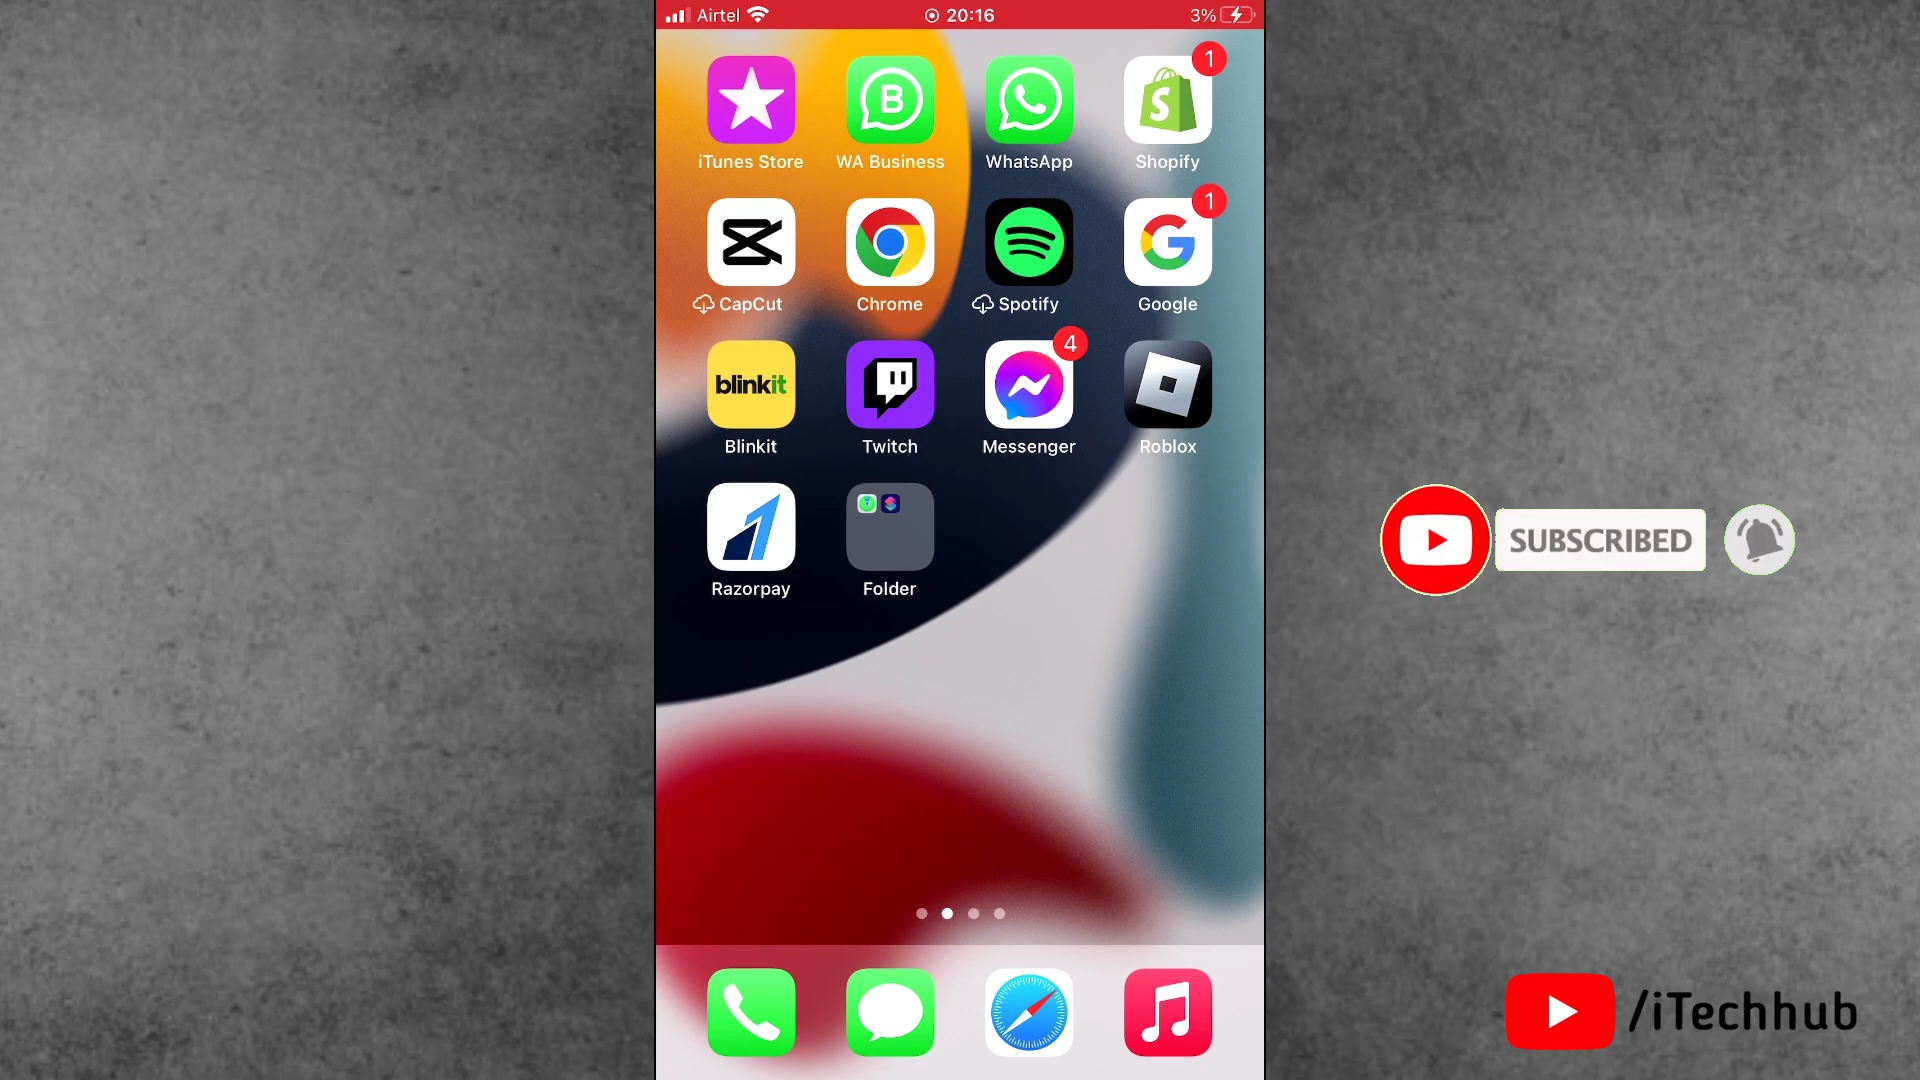 Airtel 20:16 3%
1
iTunes Store WA Business WhatsApp Shopify
1
CapCut Chrome Spotify Google
blinkit 4
Blinkit Twitch Messenger Roblox
Razorpay Folder
SUBSCRIBED
/iTechhub